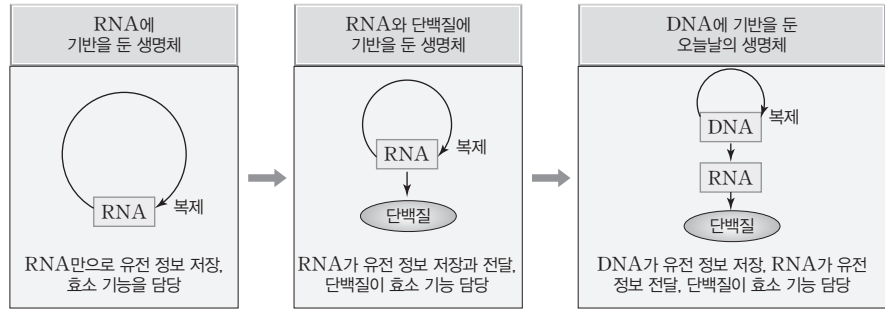 RNA에
기반을 둔 생명체
복제
RNA
RNA만으로 유전 정보 저장,
효소 기능을 담당
RNA와 단백질에
기반을 둔 생명체
RNA
복제
단백질
RNA가 유전 정보 저장과 전달,
단백질이 효소 기능 담당
DNA에 기반을 둔
오늘날의 생명체
복제
DNA
RNA
단백질
DNA가 유전 정보 저장, RNA가 유전
정보 전달, 단백질이 효소 기능 담당